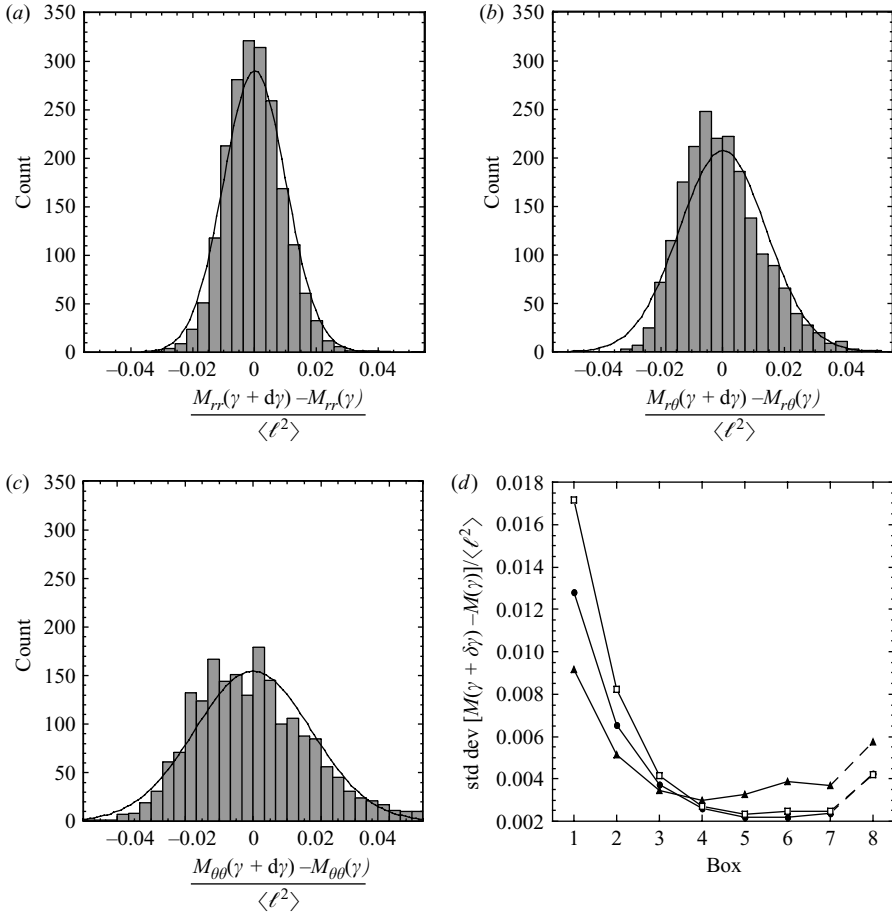 (a)
350
300
250
200
150
100
50
0
Count
–0.04 –0.02 0 0.02 0.04
M_rr(γ + dγ) –M_rr(γ)
⟨ℓ²⟩
(b)
350
300
250
200
150
100
50
0
Count
–0.04 –0.02 0 0.02 0.04
M_rθ(γ + dγ) –M_rθ(γ)
⟨ℓ²⟩
(c)
350
300
250
200
150
100
50
0
Count
–0.04 –0.02 0 0.02 0.04
M_θθ(γ + dγ) –M_θθ(γ)
⟨ℓ²⟩
(d)
0.018
0.016
0.014
0.012
0.010
0.008
0.006
0.004
0.002
std dev [M(γ + δγ) –M(γ)]/⟨ℓ²⟩
1 2 3 4 5 6 7 8
Box